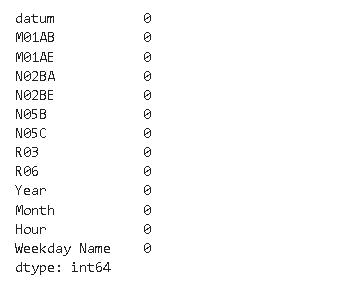 datum 0
M01AB 0
M01AE 0
N02BA 0
N02BE 0
N05B 0
N05C 0
R03 0
R06 0
Year 0
Month 0
Hour 0
Weekday Name 0
dtype: int64